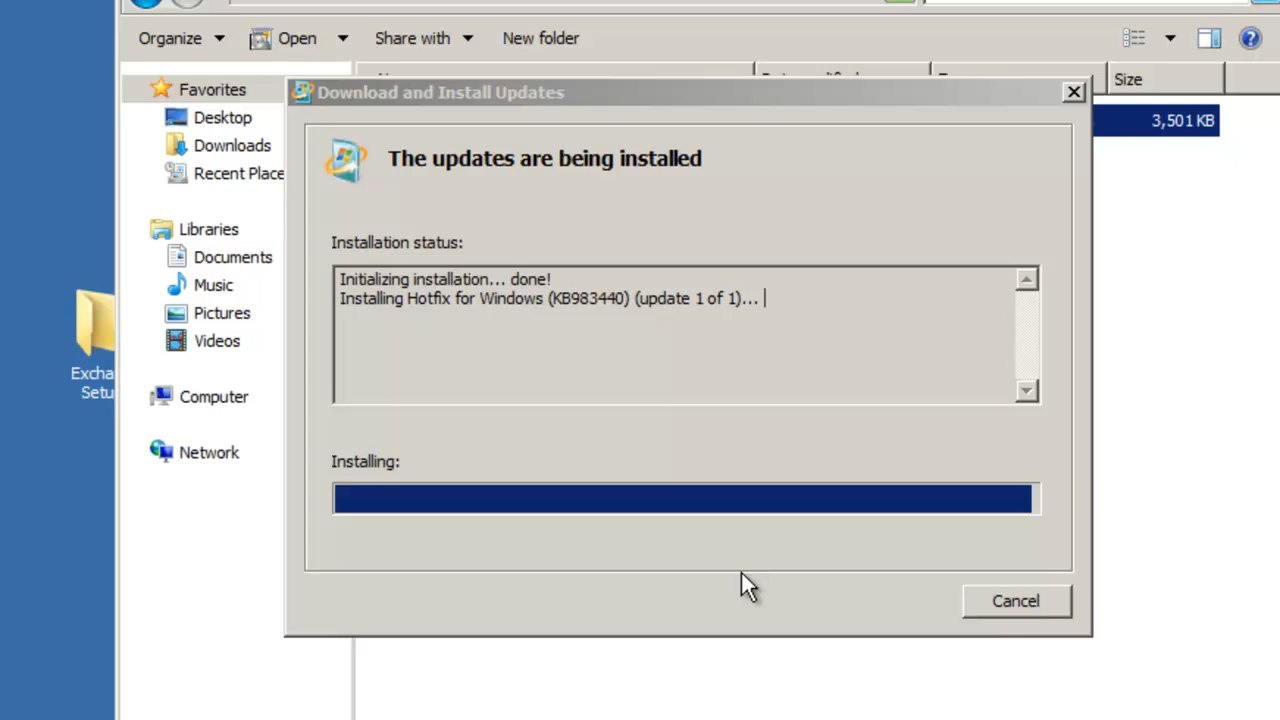 Organize
Open
Share with
New folder
Size
Favorites
Download and Install Updates
Desktop
3,501 KB
Downloads
The updates are being installed
Recent Place
Libraries
Installation status:
Documents
Initializing installation... done!
Music
Installing Hotfix for Windows (KB983440) (update 1 of 1)...
Pictures
Videos
Excha
Setu
Computer
Network
Installing:
Cancel